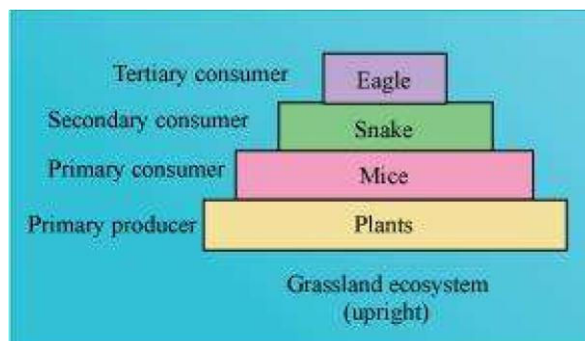 Tertiary consumer Eagle
Secondary consumer Snake
Primary consumer Mice
Primary producer Plants
Grassland ecosystem
(upright)